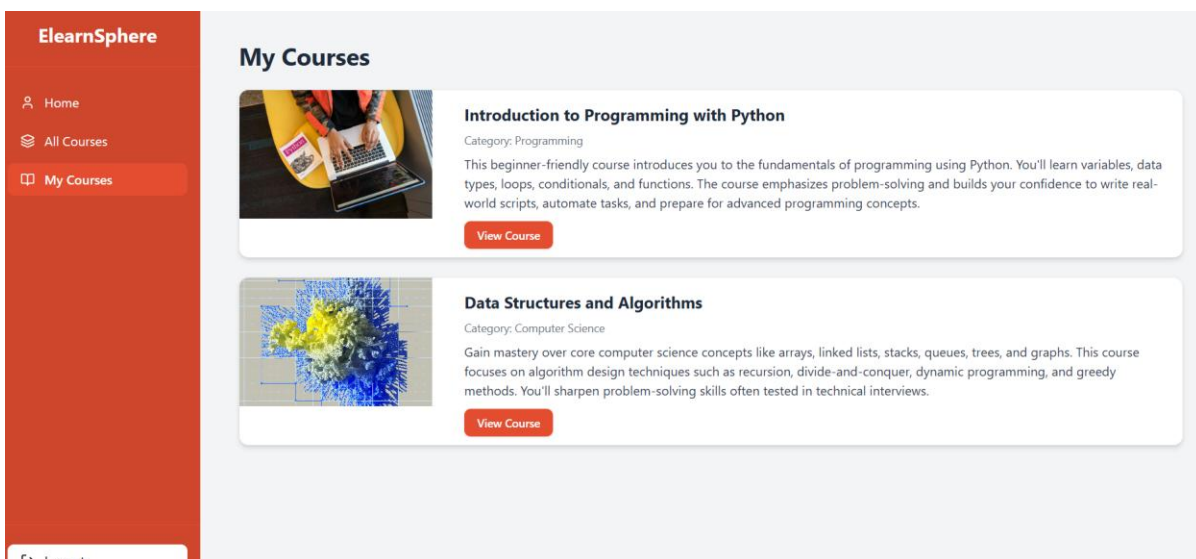 ElearnSphere
Home
All Courses
My Courses
My Courses
Introduction to Programming with Python
Category: Programming
This beginner-friendly course introduces you to the fundamentals of programming using Python. You'll learn variables, data
types, loops, conditionals, and functions. The course emphasizes problem-solving and builds your confidence to write real-
world scripts, automate tasks, and prepare for advanced programming concepts.
View Course
Data Structures and Algorithms
Category: Computer Science
Gain mastery over core computer science concepts like arrays, linked lists, stacks, queues, trees, and graphs. This course
focuses on algorithm design techniques such as recursion, divide-and-conquer, dynamic programming, and greedy
methods. You'll sharpen problem-solving skills often tested in technical interviews.
View Course